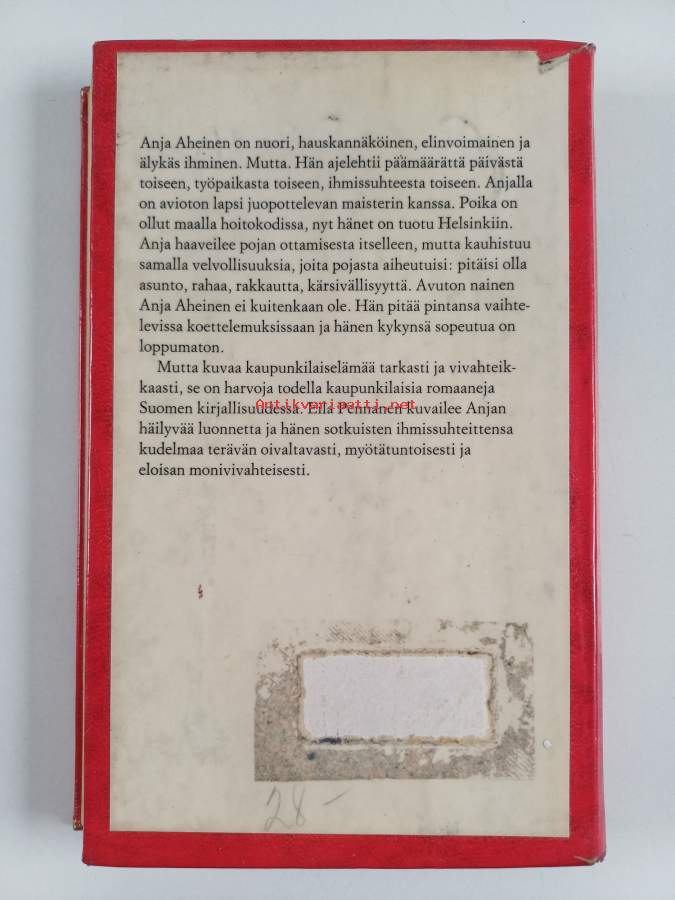 Anja Aheinen on nuori, hauskannäköinen, elinvoimainen ja
älykäs ihminen. Mutta. Hän ajelehtii päämäärättä päivästä
toiseen, työpaikasta toiseen, ihmissuhteesta toiseen. Anjalla
on avioton lapsi juopottelevan maisterin kanssa. Poika on
ollut maalla hoitokodissa, nyt hänet on tuotu Helsinkiin.
Anja haaveilee pojan ottamisesta itselleen, mutta kauhistuu
samalla velvollisuuksia, joita pojasta aiheutuisi: pitäisi olla
asunto, rahaa, rakkautta, kärsivällisyyttä. Avuton nainen
Anja Aheinen ei kuitenkaan ole. Hän pitää pintansa vaihte-
levissa koettelemuksissaan ja hänen kykynsä sopeutua on
loppumaton.
Mutta kuvaa kaupunkilaiselämää tarkasti ja vivahteik-
kaasti, se on harvoja todella kaupunkilaisia romaaneja
Antikvariaatti.net
Suomen kirjallisuudessa. Eila Pennanen kuvailee Anjan
häilyvää luonnetta ja hänen sotkuisten ihmissuhteittensa
kudelmaa terävän oivaltavasti, myötätuntoisesti ja
eloisan monivivahteisesti.
28-